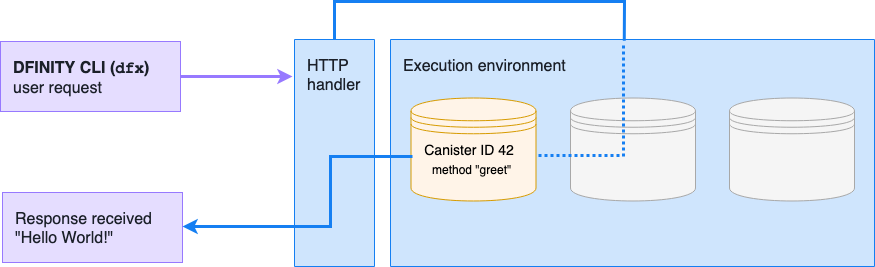 DFINITY CLI (dfx)
user request
HTTP
handler
Execution environment
Canister ID 42
method "greet"
Response received
"Hello World!"